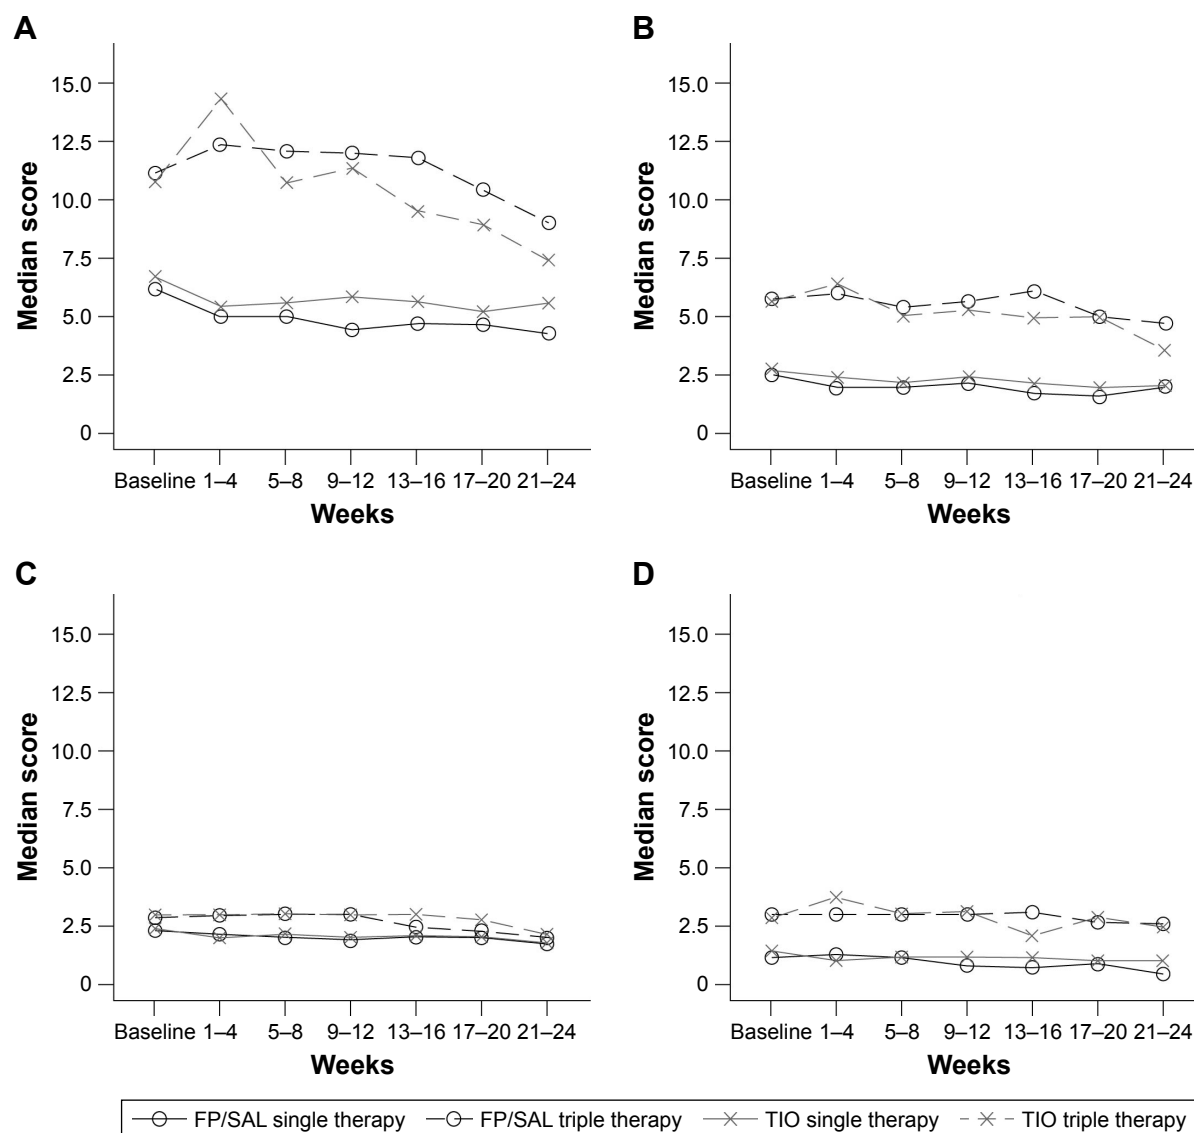 A
Median score
15.0
12.5
10.0
7.5
5.0
2.5
0
Baseline 1–4 5–8 9–12 13–16 17–20 21–24
Weeks
B
Median score
15.0
12.5
10.0
7.5
5.0
2.5
0
Baseline 1–4 5–8 9–12 13–16 17–20 21–24
Weeks
C
Median score
15.0
12.5
10.0
7.5
5.0
2.5
0
Baseline 1–4 5–8 9–12 13–16 17–20 21–24
Weeks
D
Median score
15.0
12.5
10.0
7.5
5.0
2.5
0
Baseline 1–4 5–8 9–12 13–16 17–20 21–24
Weeks
FP/SAL single therapy FP/SAL triple therapy TIO single therapy TIO triple therapy